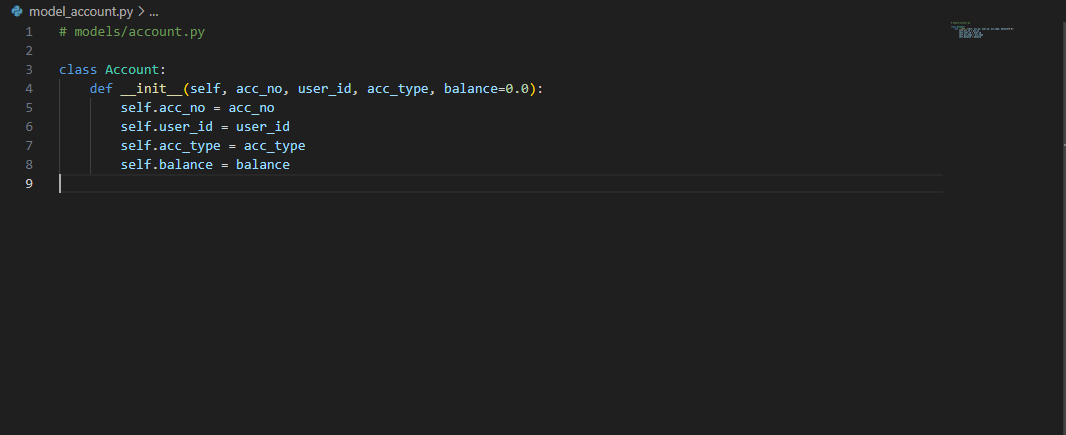 model_account.py > ...
1 # models/account.py
2
3 class Account:
4     def __init__(self, acc_no, user_id, acc_type, balance=0.0):
5         self.acc_no = acc_no
6         self.user_id = user_id
7         self.acc_type = acc_type
8         self.balance = balance
9